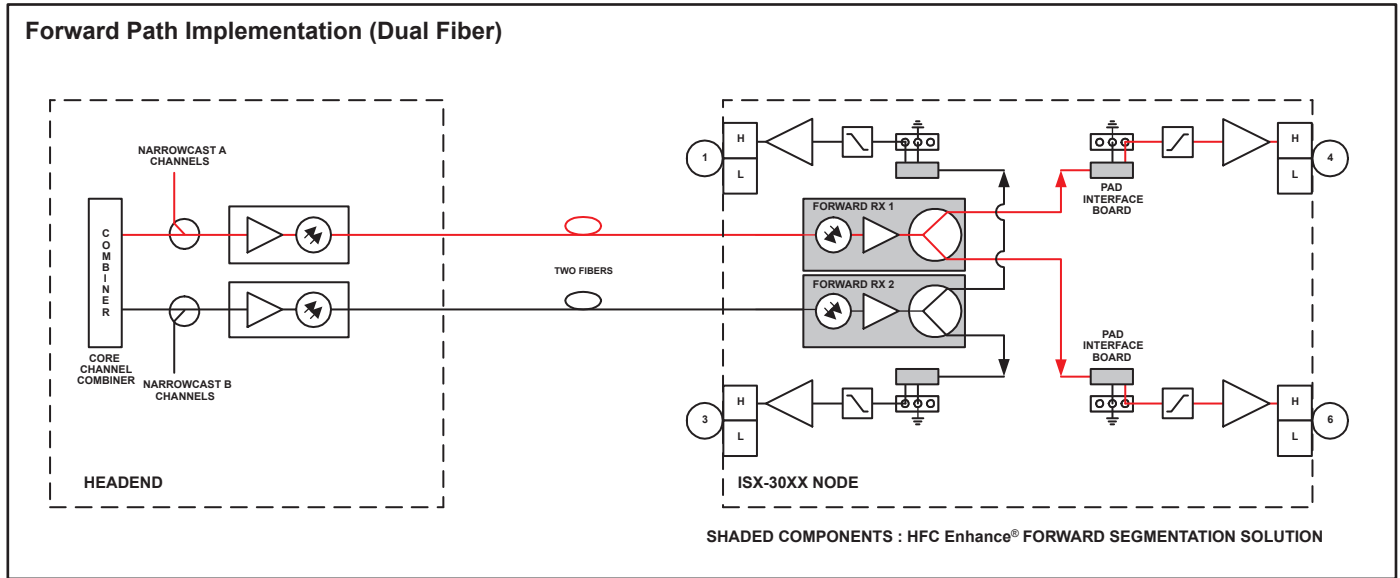 Forward Path Implementation (Dual Fiber)
NARROWCAST A
CHANNELS
COMBINER
CORE
CHANNEL
COMBINER
NARROWCAST B
CHANNELS
HEADEND
TWO FIBERS
1
H
L
FORWARD RX 1
FORWARD RX 2
PAD
INTERFACE
BOARD
H
L
4
3
H
L
PAD
INTERFACE
BOARD
H
L
6
ISX-30XX NODE
SHADED COMPONENTS : HFC Enhance® FORWARD SEGMENTATION SOLUTION